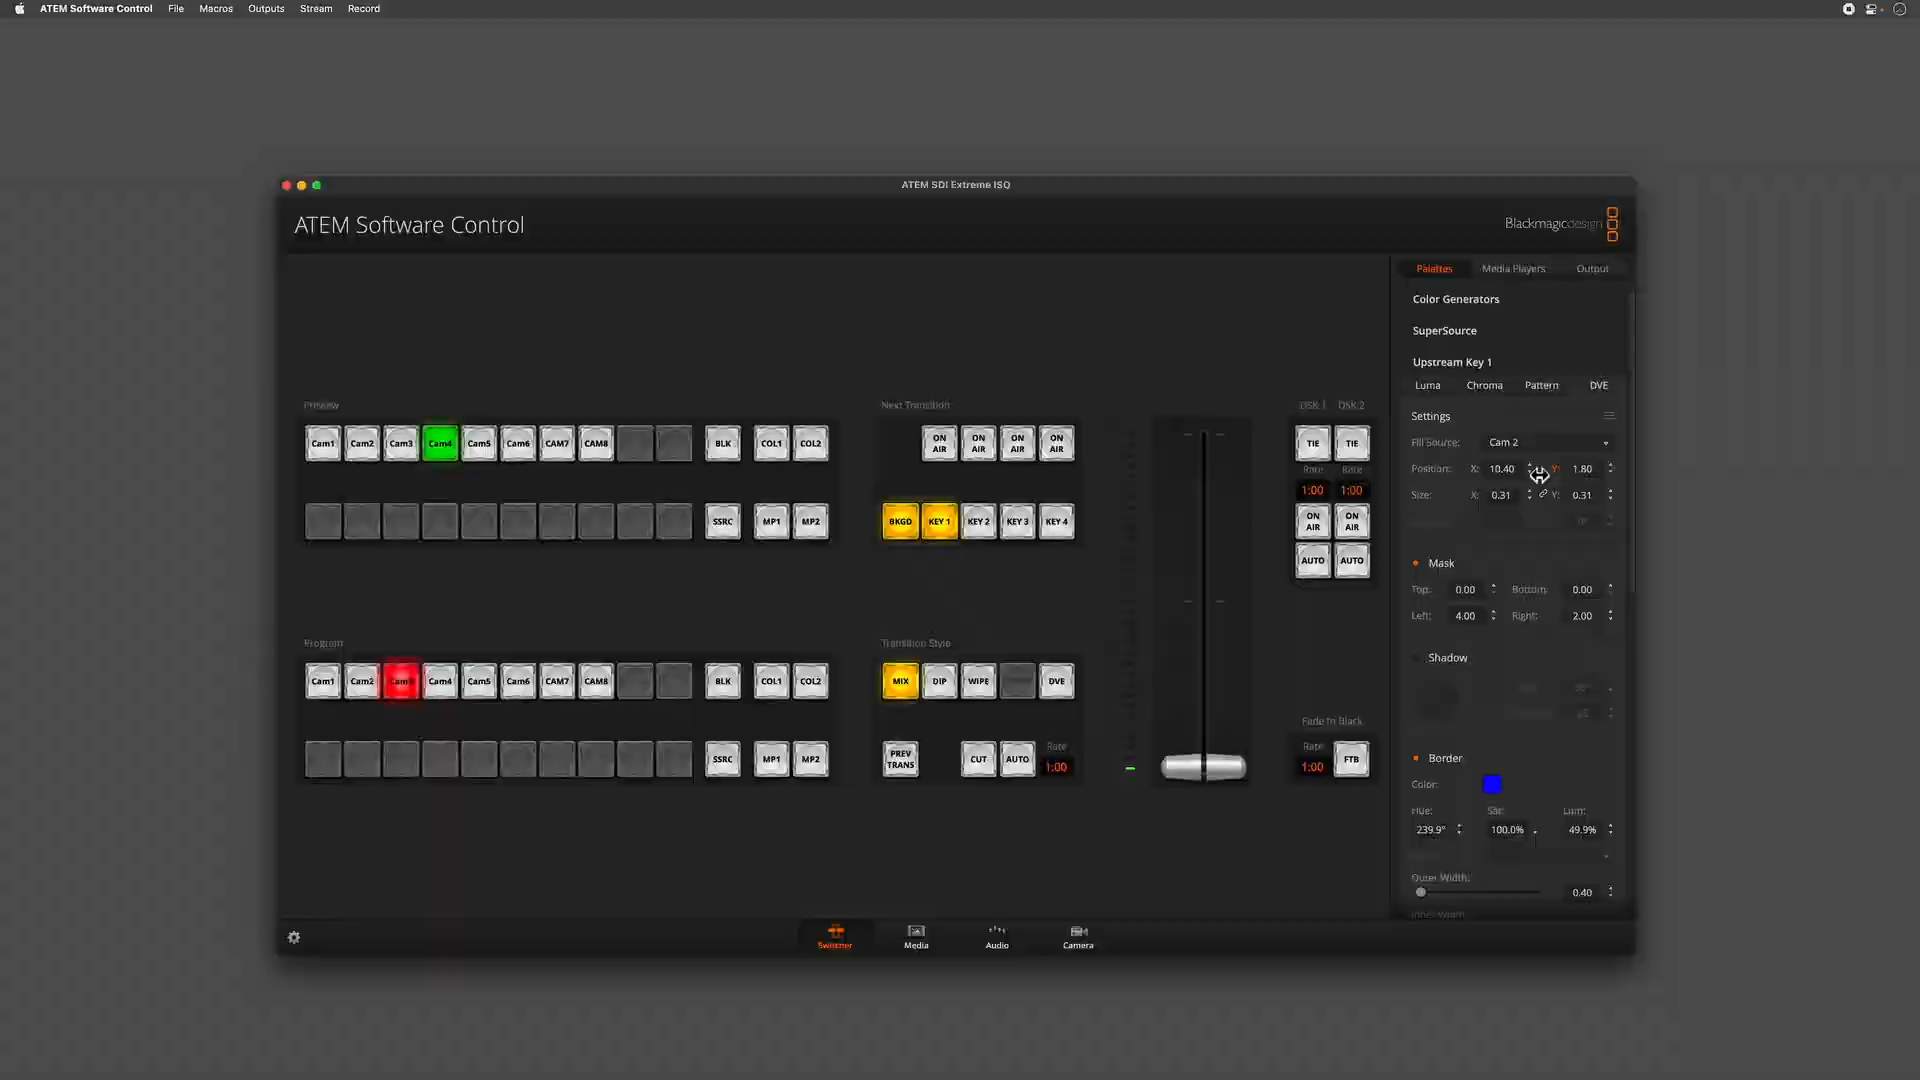 ATEM Software Control File Macros Outputs Stream Record
ATEM SDI Extreme ISO
ATEM Software Control
Blackmagicdesign
Palettes Media Players Output
Color Generators
SuperSource
Upstream Key 1
Luma Chroma Pattern DVE
Settings
Fill Source: Cam 2
Position: X: 10.40 Y: 1.80
Size: X: 0.31 Y: 0.31
Mask
Top: 0.00 Bottom: 0.00
Left: 4.00 Right: 2.00
Shadow
Border
Color:
Hue: Sat: Lum:
239.9° 100.0% 49.9%
Outer Width:
0.40
Inner Width:
Preview
Cam1 Cam2 Cam3 Cam4 Cam5 Cam6 CAM7 CAM8 BLK COL1 COL2
SSRC MP1 MP2
Next Transition
ON AIR ON AIR ON AIR ON AIR
BKGD KEY 1 KEY 2 KEY 3 KEY 4
DSK 1 DSK 2
TIE TIE
Rate Rate
1:00 1:00
ON AIR ON AIR
AUTO AUTO
Program
Cam1 Cam2 Cam3 Cam4 Cam5 Cam6 CAM7 CAM8 BLK COL1 COL2
SSRC MP1 MP2
Transition Style
MIX DIP WIPE DVE
PREV TRANS CUT AUTO Rate 1:00
Fade to Black
Rate
1:00 FTB
Switcher Media Audio Camera